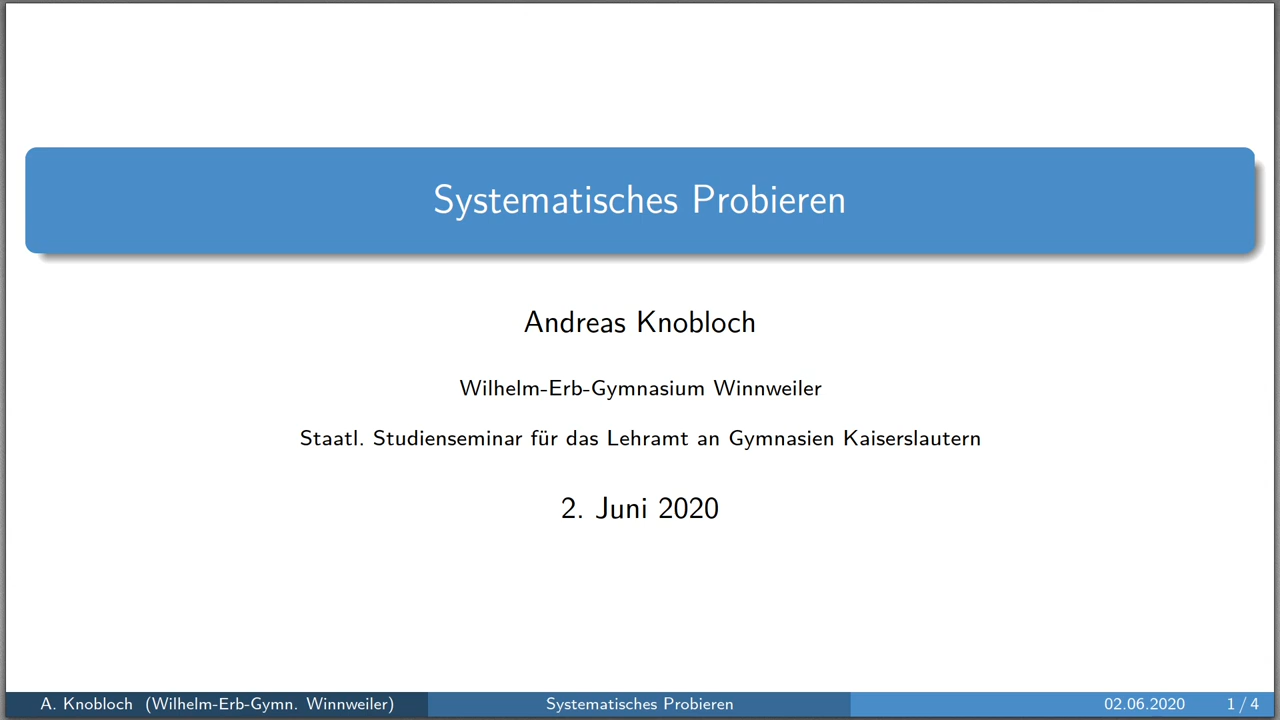 Systematisches Probieren
Andreas Knobloch
Wilhelm-Erb-Gymnasium Winnweiler
Staatl. Studienseminar für das Lehramt an Gymnasien Kaiserslautern
2. Juni 2020
A. Knobloch (Wilhelm-Erb-Gymn. Winnweiler) Systematisches Probieren 02.06.2020 1 / 4